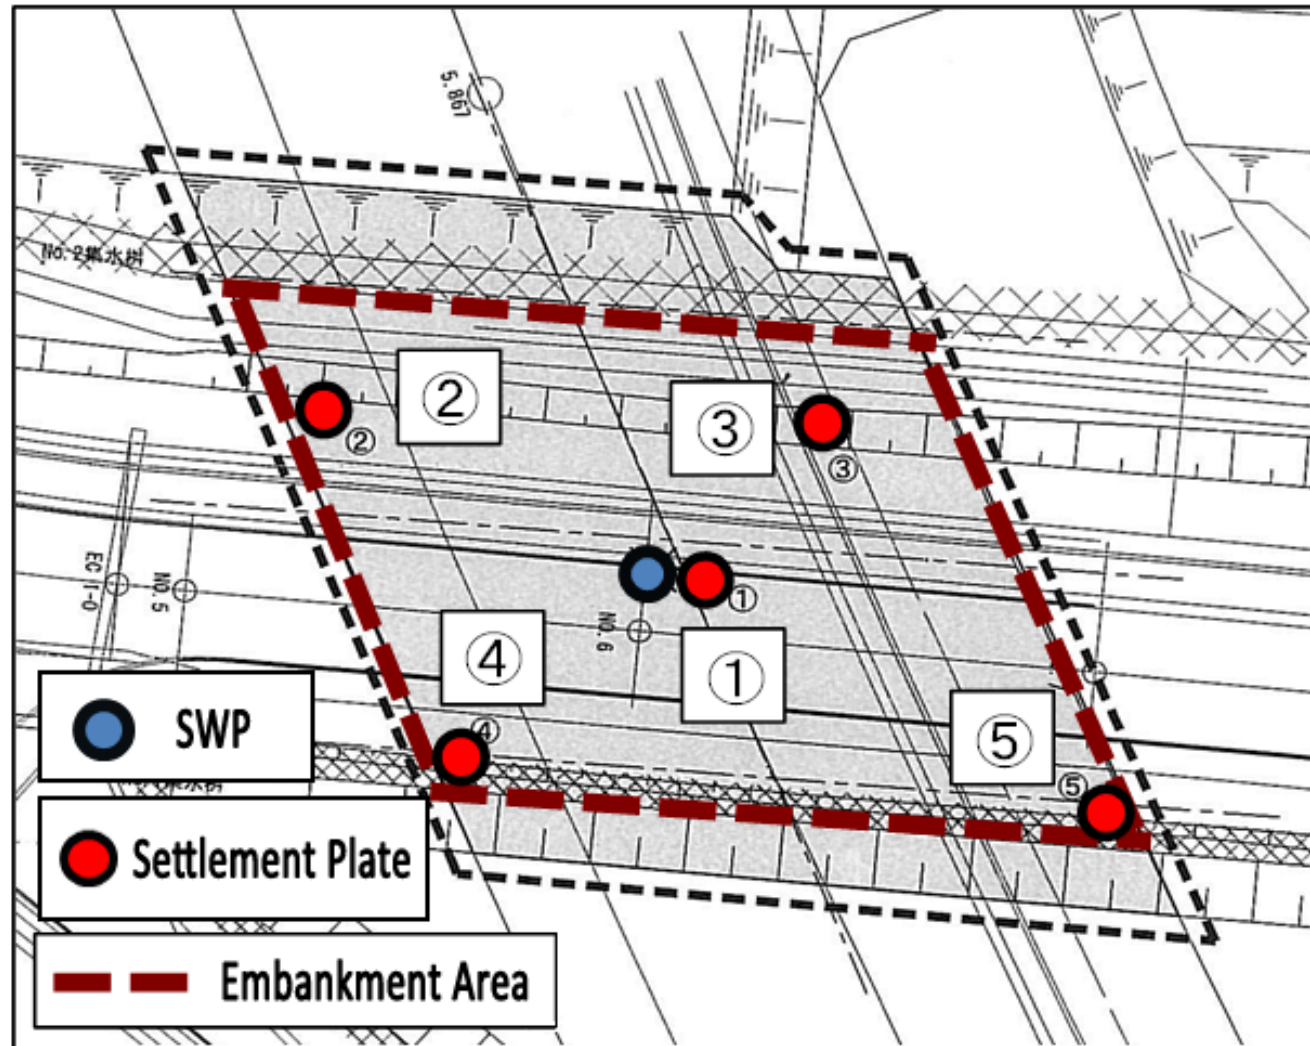 5.867
No. 2集水桝
②
③
②
③
EC 1-0
NO. 5
①
NO. 6
④
①
⑤
④
⑤
SWP
Settlement Plate
Embankment Area